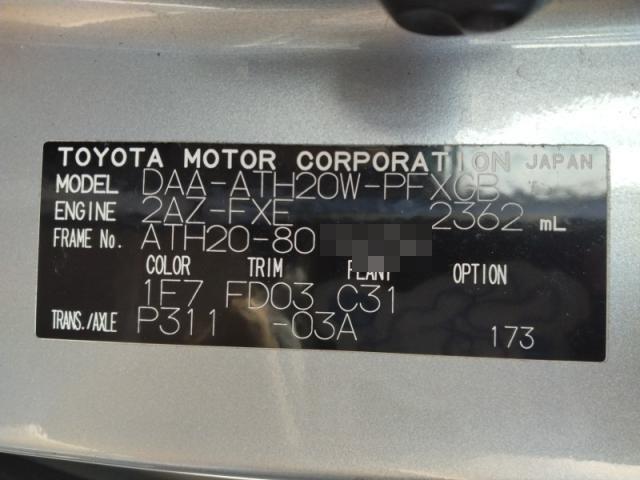 TOYOTA MOTOR CORPORATION JAPAN
MODEL DAA-ATH20W-PFXGB
ENGINE 2AZ-FXE 2362 mL
FRAME No. ATH20-80
COLOR TRIM PLANT OPTION
1E7 FD03 C31
TRANS./AXLE P311 -03A 173